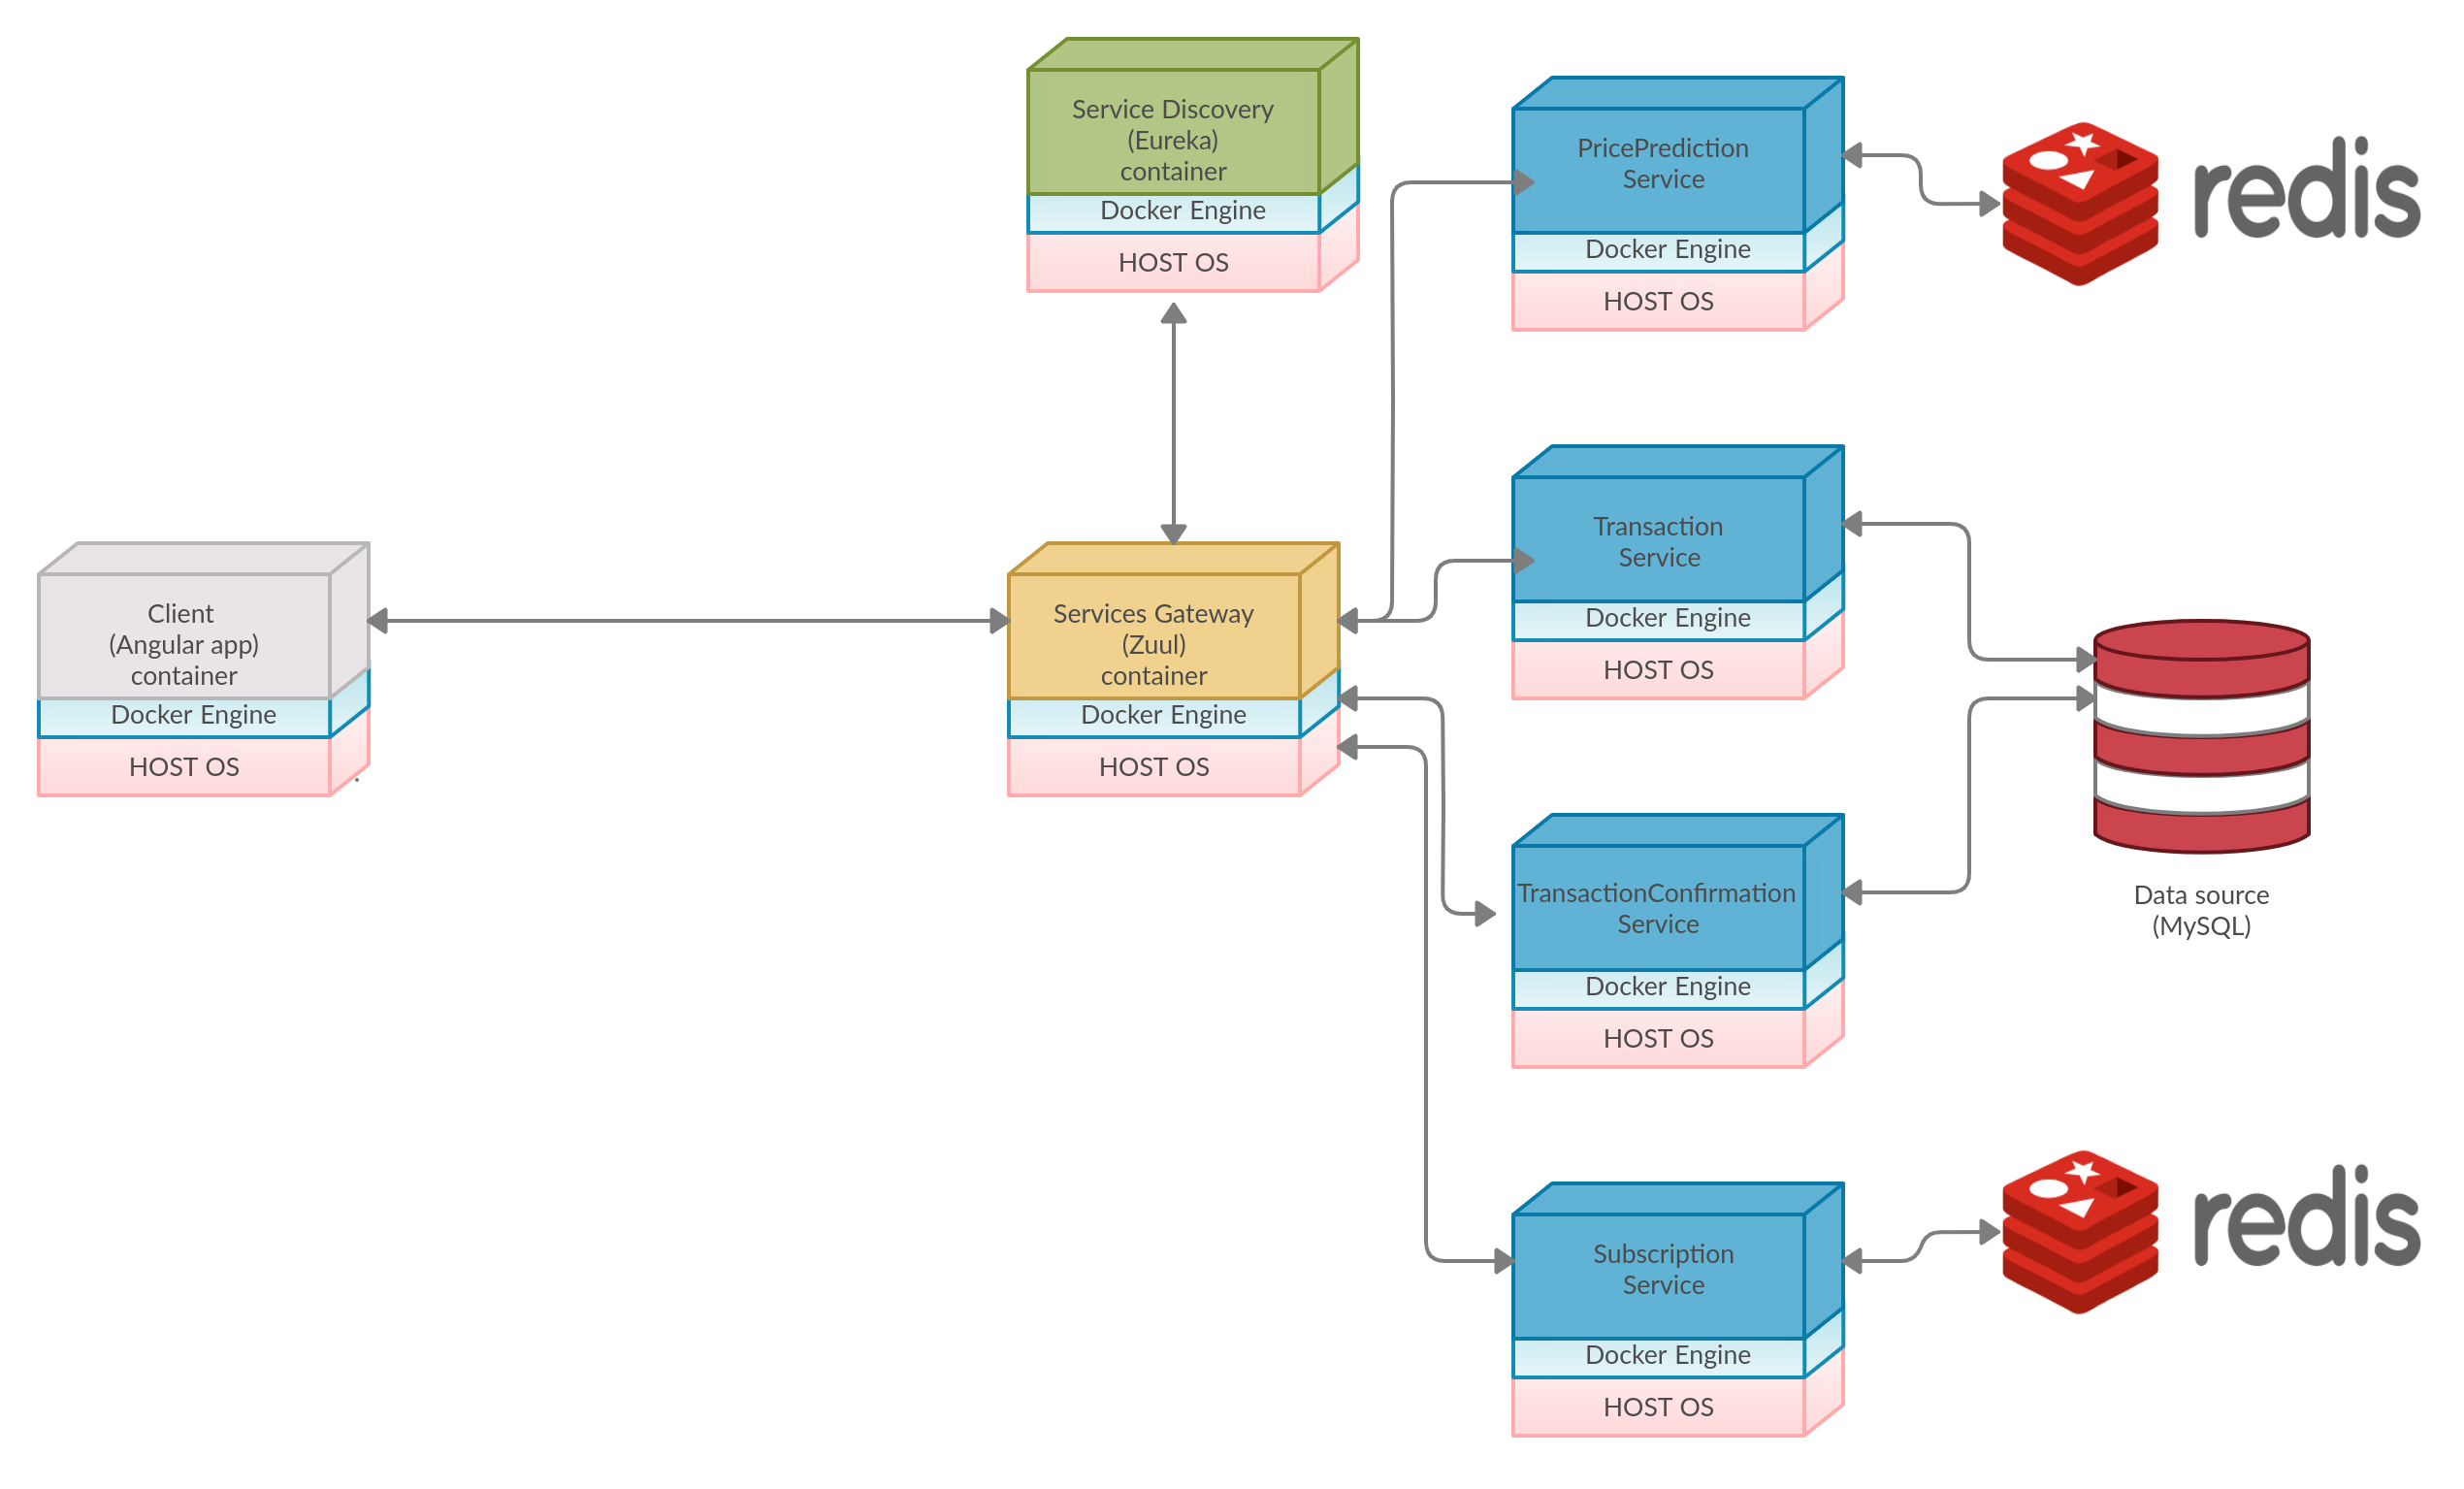 Service Discovery
(Eureka)
container
Docker Engine
HOST OS
PricePrediction
Service
Docker Engine
HOST OS
redis
Client
(Angular app)
container
Docker Engine
HOST OS
Services Gateway
(Zuul)
container
Docker Engine
HOST OS
Transaction
Service
Docker Engine
HOST OS
TransactionConfirmation
Service
Docker Engine
HOST OS
Data source
(MySQL)
Subscription
Service
Docker Engine
HOST OS
redis